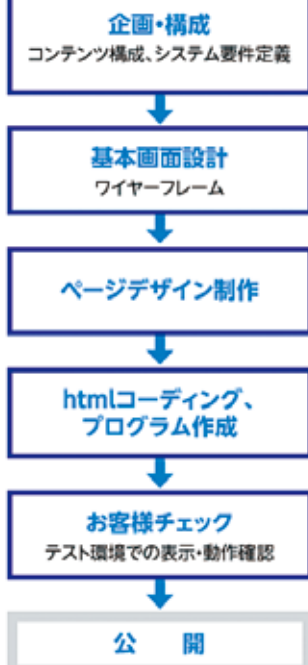 企画・構成
コンテンツ構成、システム要件定義
基本画面設計
ワイヤーフレーム
ページデザイン制作
htmlコーディング、
プログラム作成
お客様チェック
テスト環境での表示・動作確認
公　開